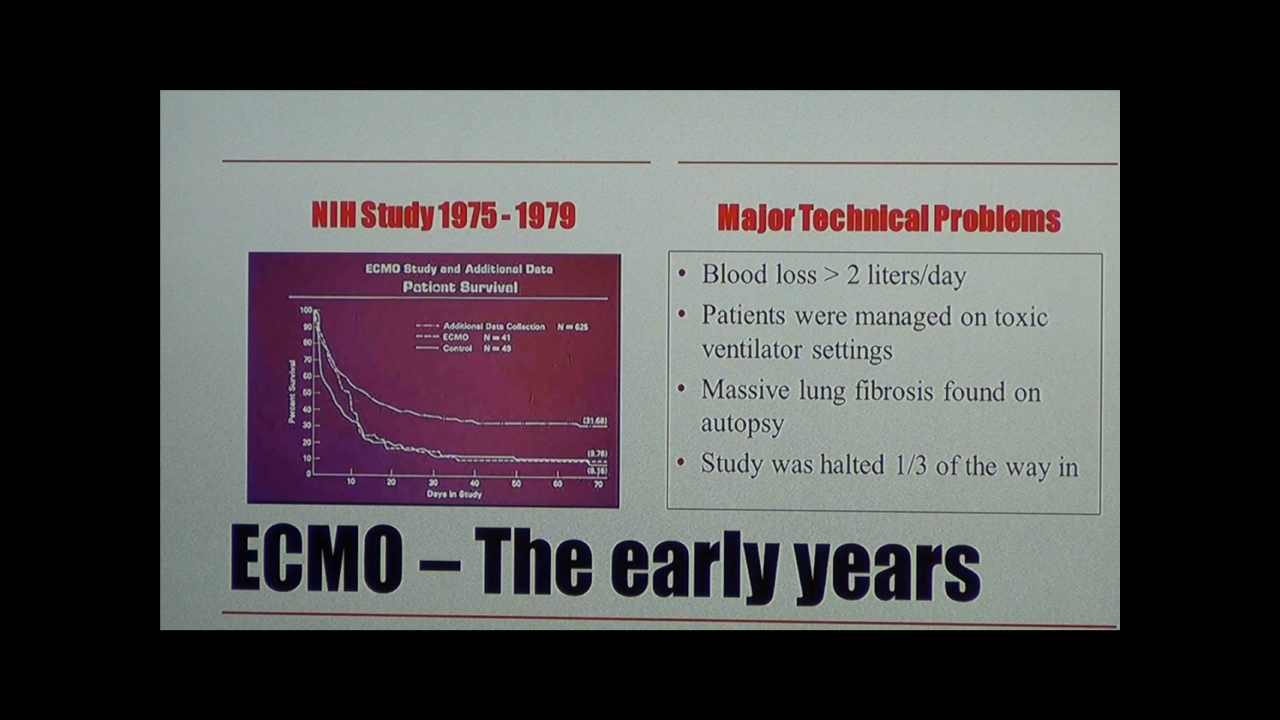 NIH Study 1975 - 1979
ECMO Study and Additional Data
Patient Survival
100
90
80
70
60
50
40
30
20
10
0
Percent Survival
Additional Data Collection N = 625
ECMO N = 41
Control N = 49
(31.68)
(9.76)
(8.16)
10 20 30 40 50 60 70
Days in Study
Major Technical Problems
• Blood loss > 2 liters/day
• Patients were managed on toxic
ventilator settings
• Massive lung fibrosis found on
autopsy
• Study was halted 1/3 of the way in
ECMO – The early years